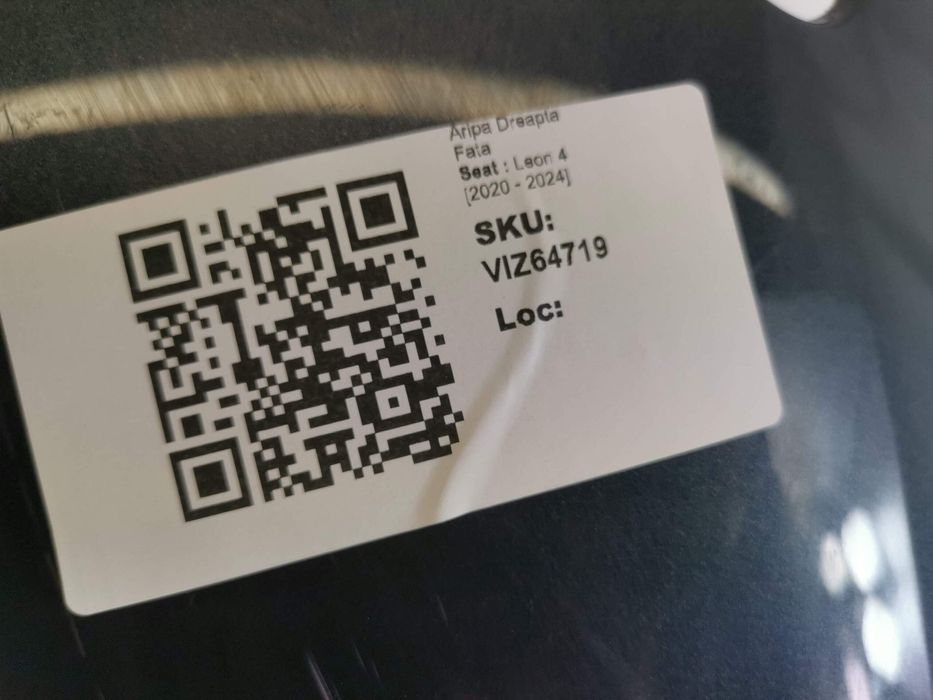 Aripa Dreapta
Fata
Seat : Leon 4
[2020 - 2024]
SKU:
VIZ64719
Loc: